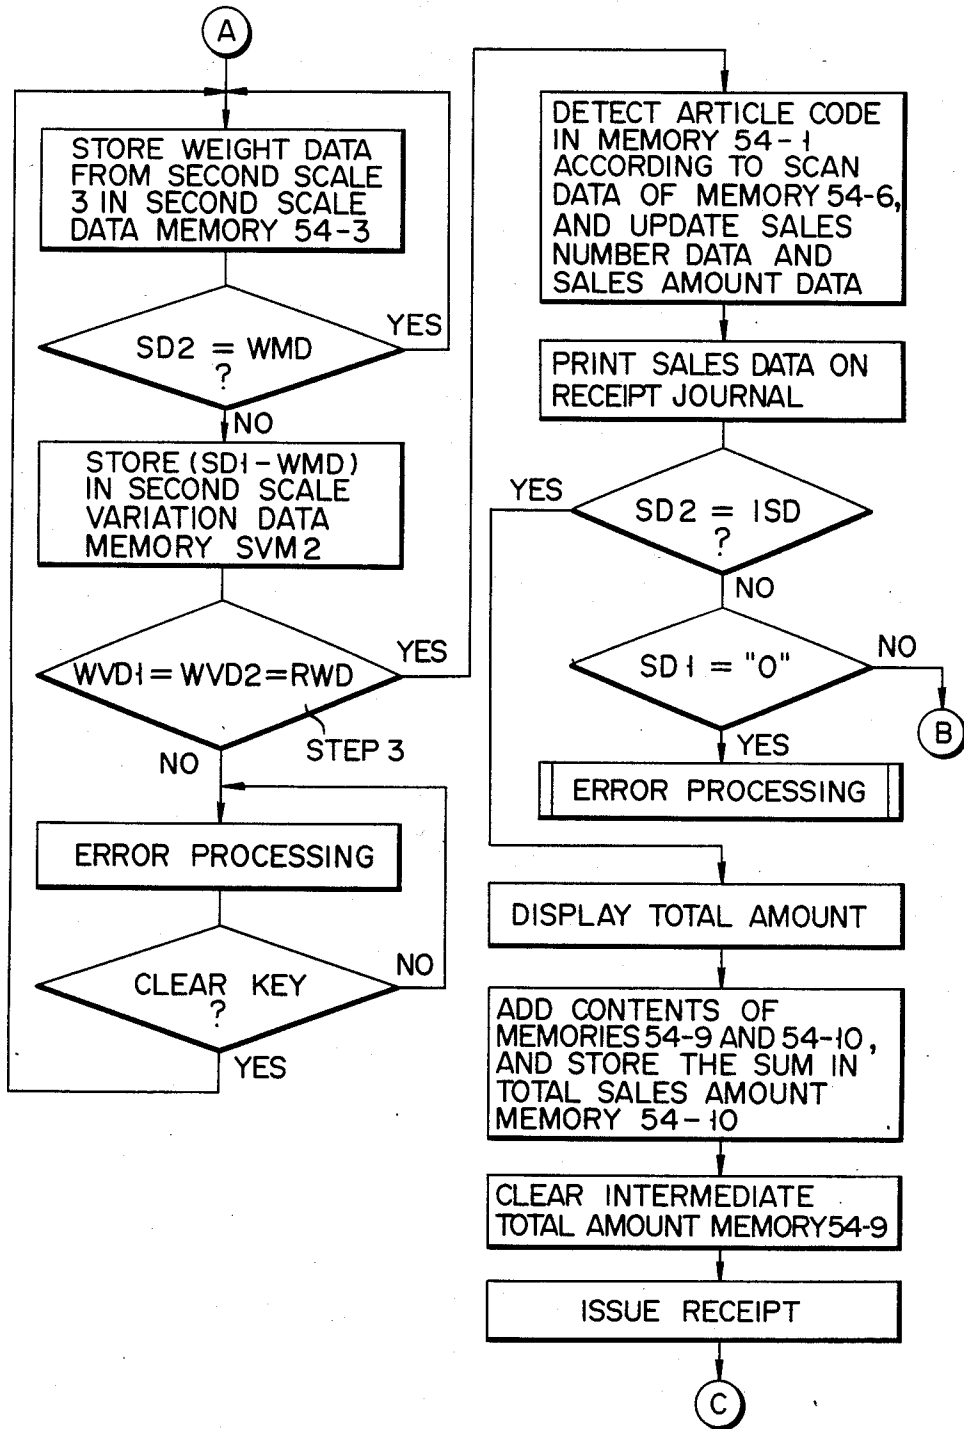 A
STORE WEIGHT DATA
FROM SECOND SCALE
3 IN SECOND SCALE
DATA MEMORY 54-3
SD2 = WMD
?
YES
NO
STORE (SD1-WMD)
IN SECOND SCALE
VARIATION DATA
MEMORY SVM2
WVD1=WVD2=RWD
YES
STEP 3
NO
ERROR PROCESSING
CLEAR KEY
?
NO
YES
DETECT ARTICLE CODE
IN MEMORY 54-1
ACCORDING TO SCAN
DATA OF MEMORY 54-6,
AND UPDATE SALES
NUMBER DATA AND
SALES AMOUNT DATA
PRINT SALES DATA ON
RECEIPT JOURNAL
YES
SD2 = ISD
?
NO
SD1 = "0"
NO
B
YES
ERROR PROCESSING
DISPLAY TOTAL AMOUNT
ADD CONTENTS OF
MEMORIES 54-9 AND 54-10,
AND STORE THE SUM IN
TOTAL SALES AMOUNT
MEMORY 54-10
CLEAR INTERMEDIATE
TOTAL AMOUNT MEMORY 54-9
ISSUE RECEIPT
C